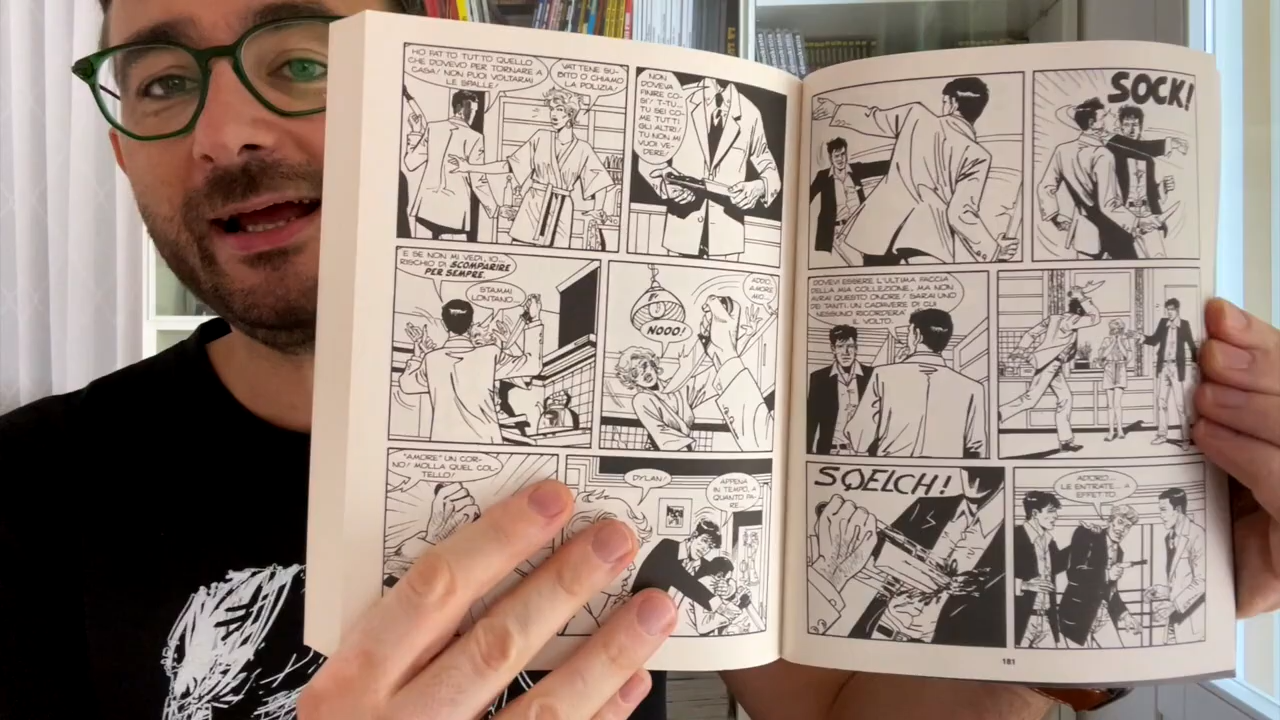 HO FATTO TUTTO QUELLO
CHE DOVEVO PER TORNARE A
CASA! NON PUOI VOLTARMI
LE SPALLE!
VATTENE SU-
BITO O CHIAMO
LA POLIZIA!
NON
DOVEVA
FINIRE CO-
SÌ! T-TU...
TU SEI CO-
ME TUTTI
GLI ALTRI!
TU NON MI
VUOI VE-
DERE!
E SE NON MI VEDI, IO...
RISCHIO DI SCOMPARIRE
PER SEMPRE.
STAMMI
LONTANO...
NOOO!
ADDIO,
AMORE
MIO...
"AMORE" UN COR-
NO! MOLLA QUEL COL-
TELLO!
DYLAN!
APPENA
IN TEMPO, A
QUANTO PA-
RE...
SOCK!
DOVEVI ESSERE L'ULTIMA FACCIA
DELLA MIA COLLEZIONE... MA NON
AVRAI QUESTO ONORE! SARAI UNO
DEI TANTI. UN CADAVERE DI CUI
NESSUNO RICORDERÀ
IL VOLTO.
SQELCH!
ADORO...
LE ENTRATE... A
EFFETTO
181